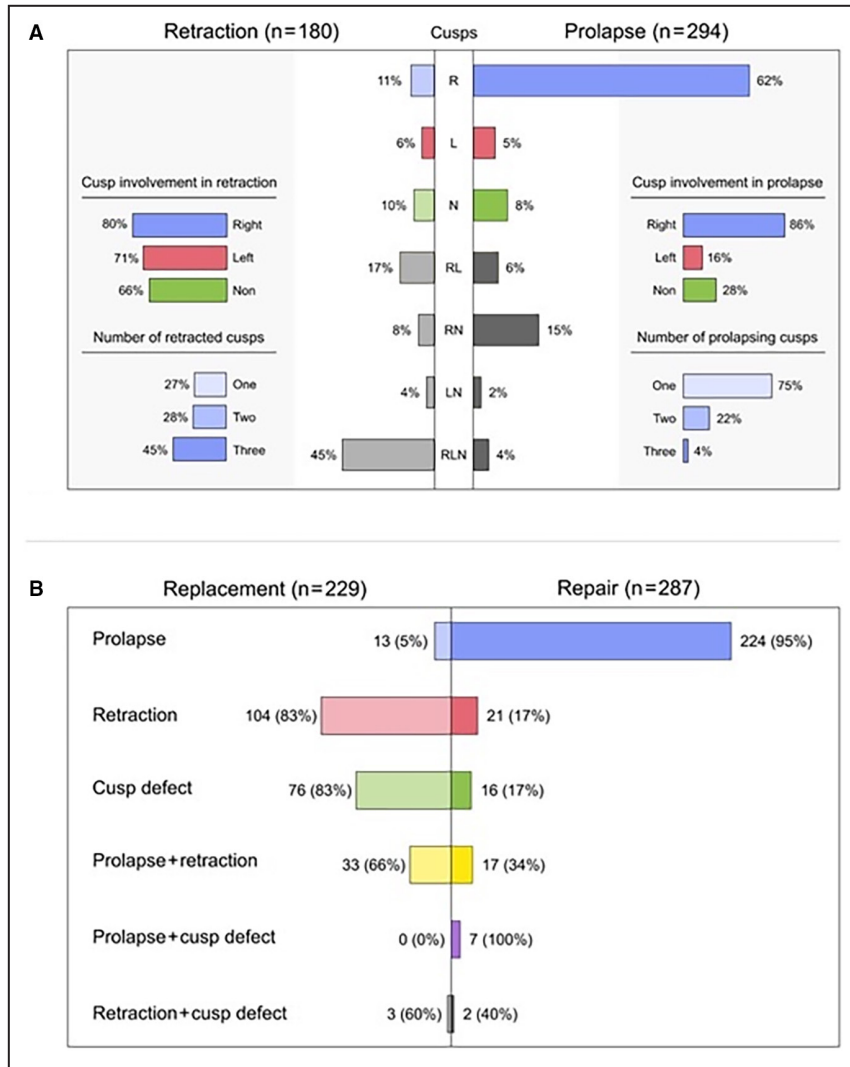 A
Retraction (n=180) Cusps Prolapse (n=294)
11% R 62%
6% L 5%
Cusp involvement in retraction
Cusp involvement in prolapse
10% N 8%
80% Right
Right 86%
71% Left
Left 16%
17% RL 6%
66% Non
Non 28%
8% RN 15%
Number of retracted cusps
Number of prolapsing cusps
27% One
One 75%
4% LN 2%
28% Two
Two 22%
45% Three
Three 4%
45% RLN 4%
B
Replacement (n=229) Repair (n=287)
Prolapse 13 (5%) 224 (95%)
Retraction 104 (83%) 21 (17%)
Cusp defect 76 (83%) 16 (17%)
Prolapse+retraction 33 (66%) 17 (34%)
Prolapse+cusp defect 0 (0%) 7 (100%)
Retraction+cusp defect 3 (60%) 2 (40%)